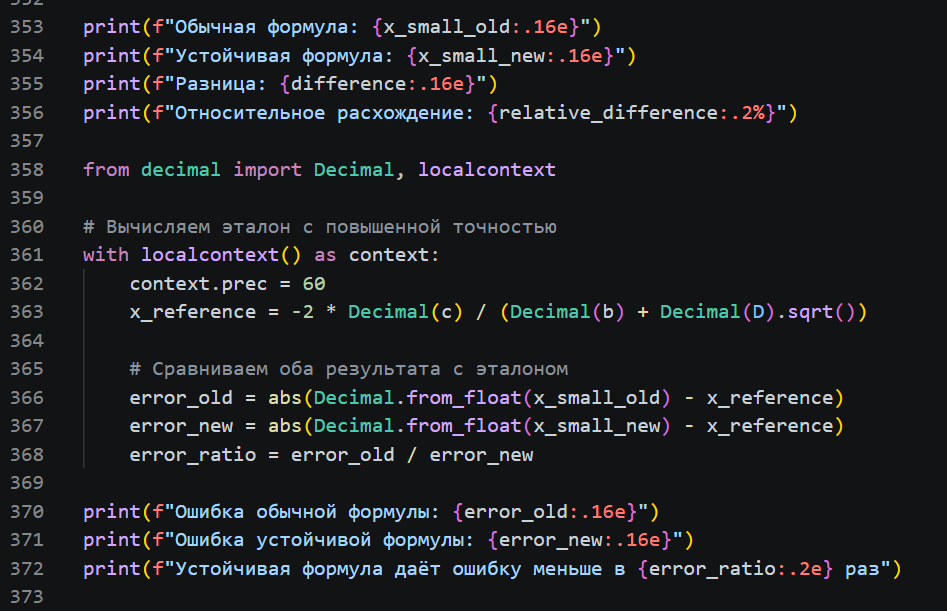 352
353 print(f"Обычная формула: {x_small_old:.16e}")
354 print(f"Устойчивая формула: {x_small_new:.16e}")
355 print(f"Разница: {difference:.16e}")
356 print(f"Относительное расхождение: {relative_difference:.2%}")
357
358 from decimal import Decimal, localcontext
359
360 # Вычисляем эталон с повышенной точностью
361 with localcontext() as context:
362     context.prec = 60
363     x_reference = -2 * Decimal(c) / (Decimal(b) + Decimal(D).sqrt())
364
365     # Сравниваем оба результата с эталоном
366     error_old = abs(Decimal.from_float(x_small_old) - x_reference)
367     error_new = abs(Decimal.from_float(x_small_new) - x_reference)
368     error_ratio = error_old / error_new
369
370 print(f"Ошибка обычной формулы: {error_old:.16e}")
371 print(f"Ошибка устойчивой формулы: {error_new:.16e}")
372 print(f"Устойчивая формула даёт ошибку меньше в {error_ratio:.2e} раз")
373